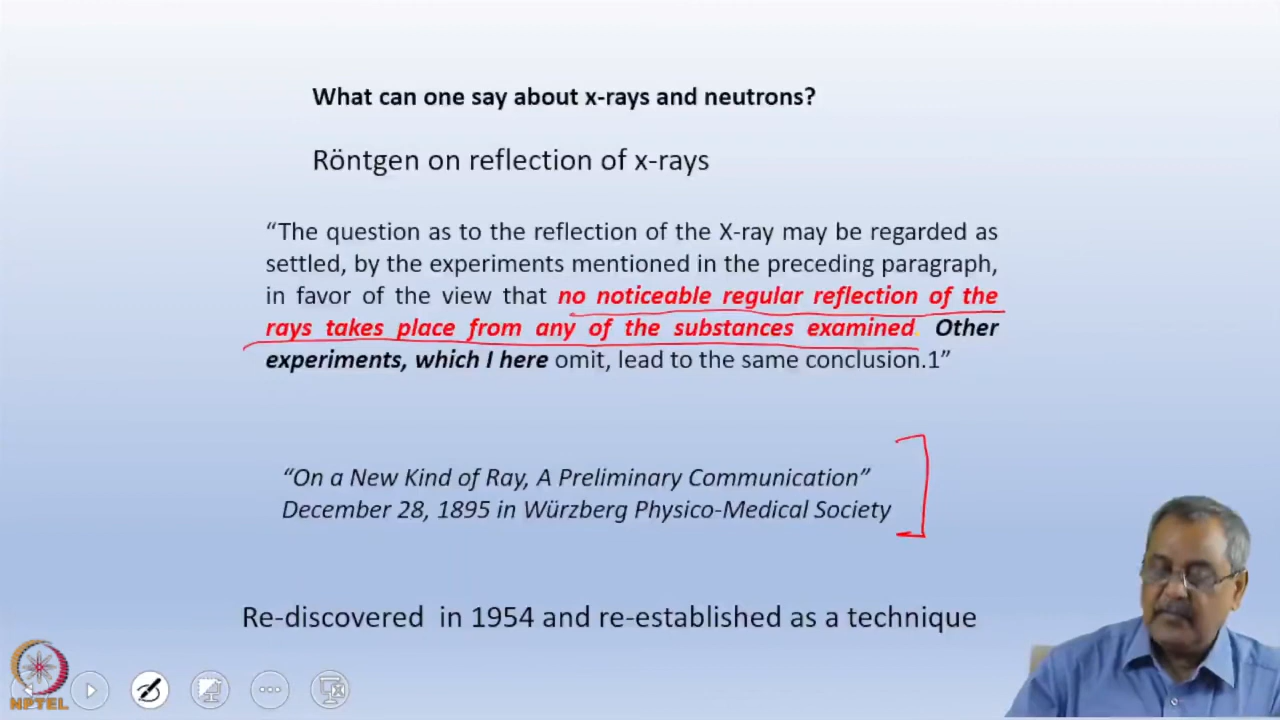 What can one say about x-rays and neutrons?
Röntgen on reflection of x-rays
“The question as to the reflection of the X-ray may be regarded as
settled, by the experiments mentioned in the preceding paragraph,
in favor of the view that no noticeable regular reflection of the
rays takes place from any of the substances examined. Other
experiments, which I here omit, lead to the same conclusion.1”
“On a New Kind of Ray, A Preliminary Communication”
December 28, 1895 in Würzberg Physico-Medical Society
Re-discovered in 1954 and re-established as a technique
NPTEL